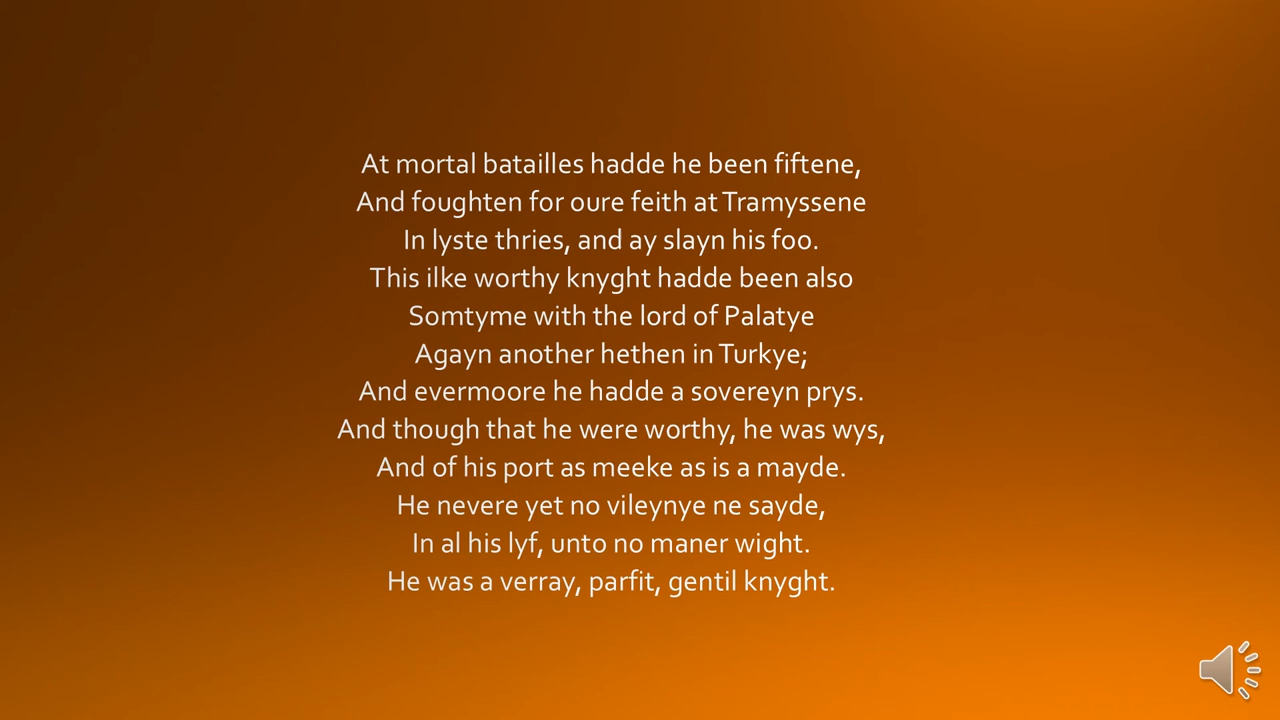 At mortal batailles hadde he been fiftene,
And foughten for oure feith at Tramyssene
In lyste thries, and ay slayn his foo.
This ilke worthy knyght hadde been also
Somtyme with the lord of Palatye
Agayn another hethen in Turkye;
And evermoore he hadde a sovereyn prys.
And though that he were worthy, he was wys,
And of his port as meeke as is a mayde.
He nevere yet no vileynye ne sayde,
In al his lyf, unto no maner wight.
He was a verray, parfit, gentil knyght.